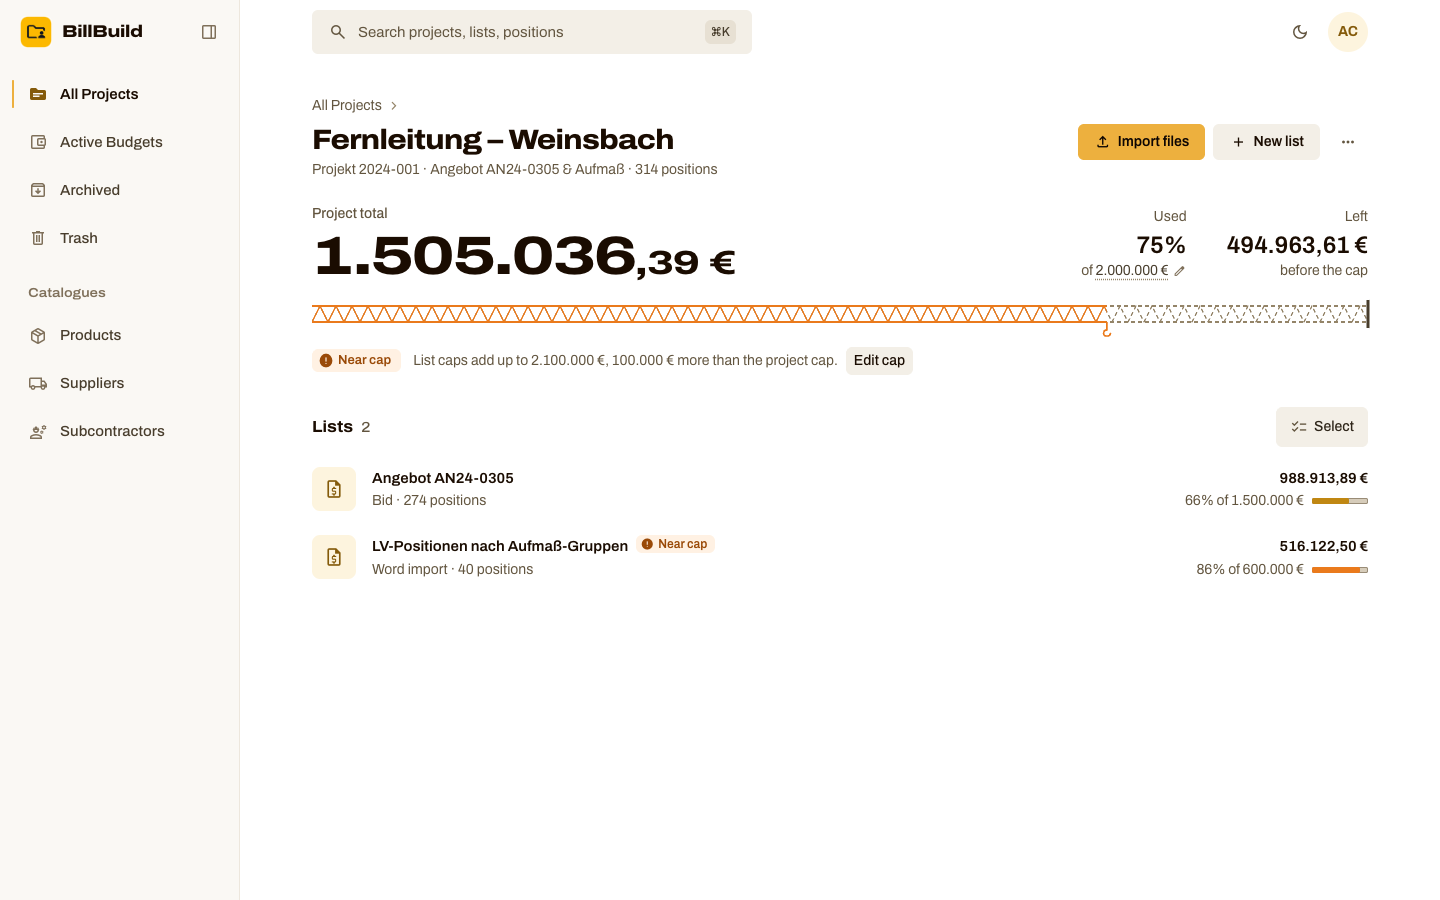 BillBuild
Search projects, lists, positions
⌘K
AC
All Projects
Active Budgets
Archived
Trash
Catalogues
Products
Suppliers
Subcontractors
All Projects
Fernleitung – Weinsbach
Projekt 2024-001 · Angebot AN24-0305 & Aufmaß · 314 positions
Import files
New list
Project total
1.505.036,39 €
Used
75%
of 2.000.000 €
Left
494.963,61 €
before the cap
Near cap
List caps add up to 2.100.000 €, 100.000 € more than the project cap.
Edit cap
Lists 2
Select
Angebot AN24-0305
988.913,89 €
Bid · 274 positions
66% of 1.500.000 €
LV-Positionen nach Aufmaß-Gruppen
Near cap
516.122,50 €
Word import · 40 positions
86% of 600.000 €